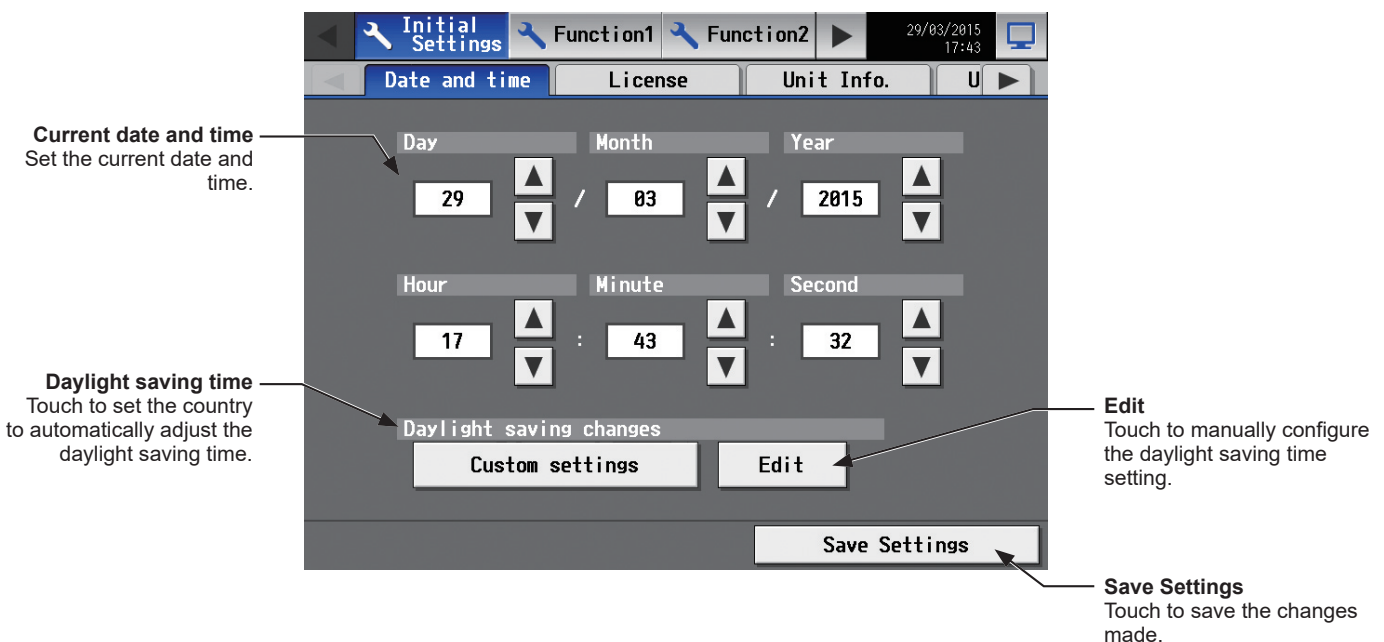 Initial Settings Function1 Function2 29/03/2015 17:43
Date and time License Unit Info. U
Current date and time
Set the current date and
time.
Day Month Year
29 / 03 / 2015
Hour Minute Second
17 : 43 : 32
Daylight saving time
Touch to set the country
to automatically adjust the
daylight saving time.
Daylight saving changes
Custom settings Edit
Edit
Touch to manually configure
the daylight saving time
setting.
Save Settings
Save Settings
Touch to save the changes
made.